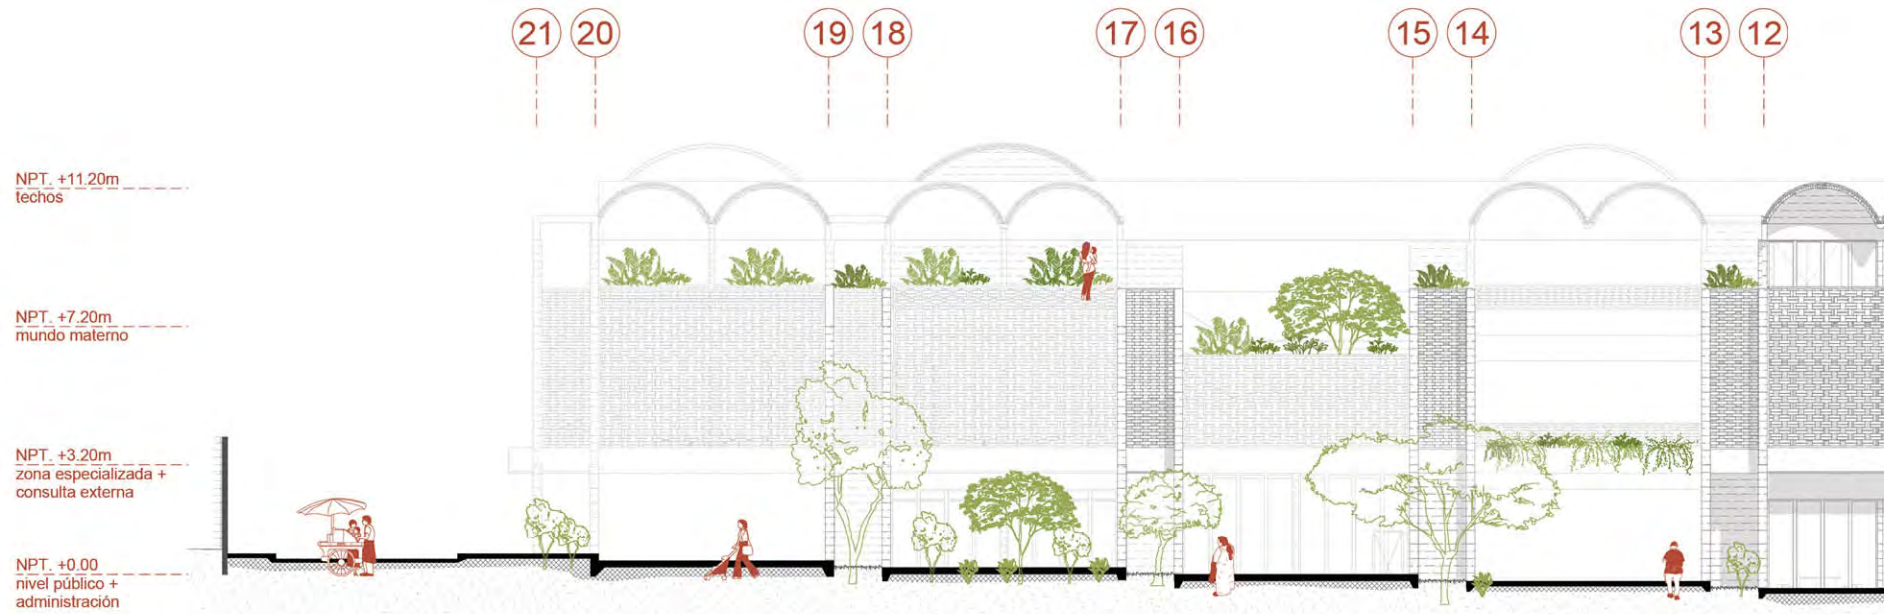 21 20 19 18 17 16 15 14 13 12
NPT. +11.20m
techos
NPT. +7.20m
mundo materno
NPT. +3.20m
zona especializada +
consulta externa
NPT. +0.00
nivel público +
administración